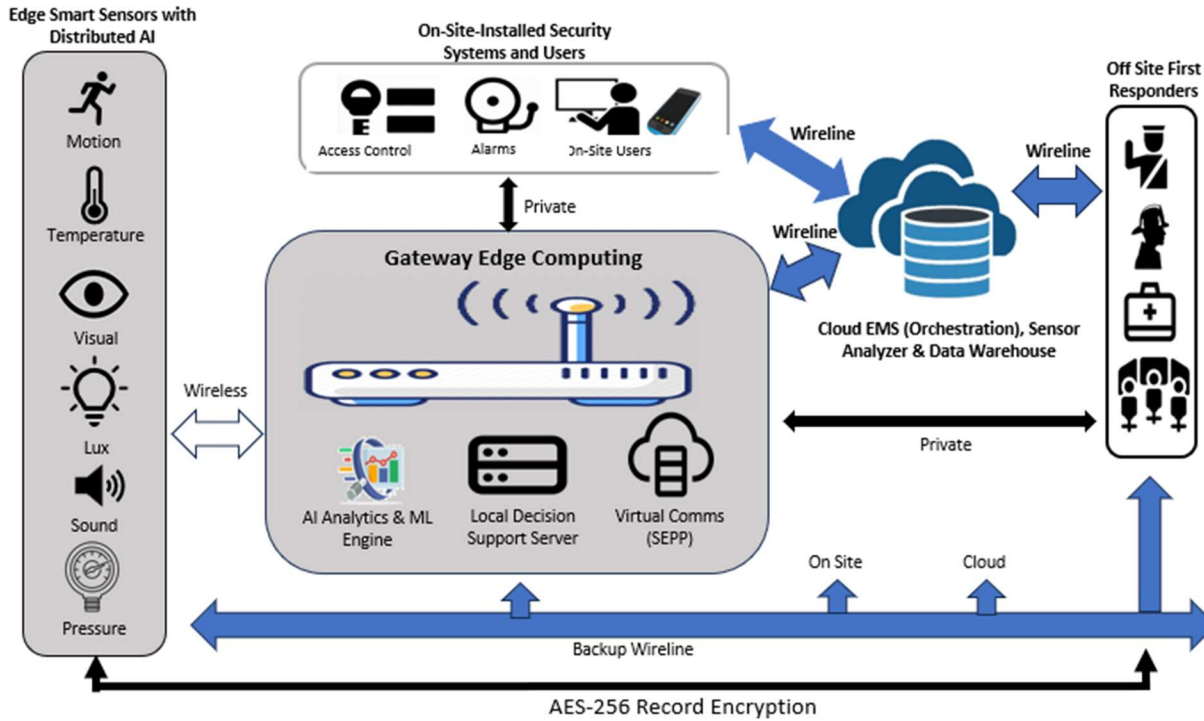 Edge Smart Sensors with
Distributed AI
Motion
Temperature
Visual
Lux
Sound
Pressure
On-Site-Installed Security
Systems and Users
Access Control
Alarms
On-Site Users
Private
Wireless
Gateway Edge Computing
AI Analytics & ML
Engine
Local Decision
Support Server
Virtual Comms
(SEPP)
Wireline
Wireline
Wireline
Cloud EMS (Orchestration), Sensor
Analyzer & Data Warehouse
Off Site First
Responders
Private
On Site
Cloud
Backup Wireline
AES-256 Record Encryption